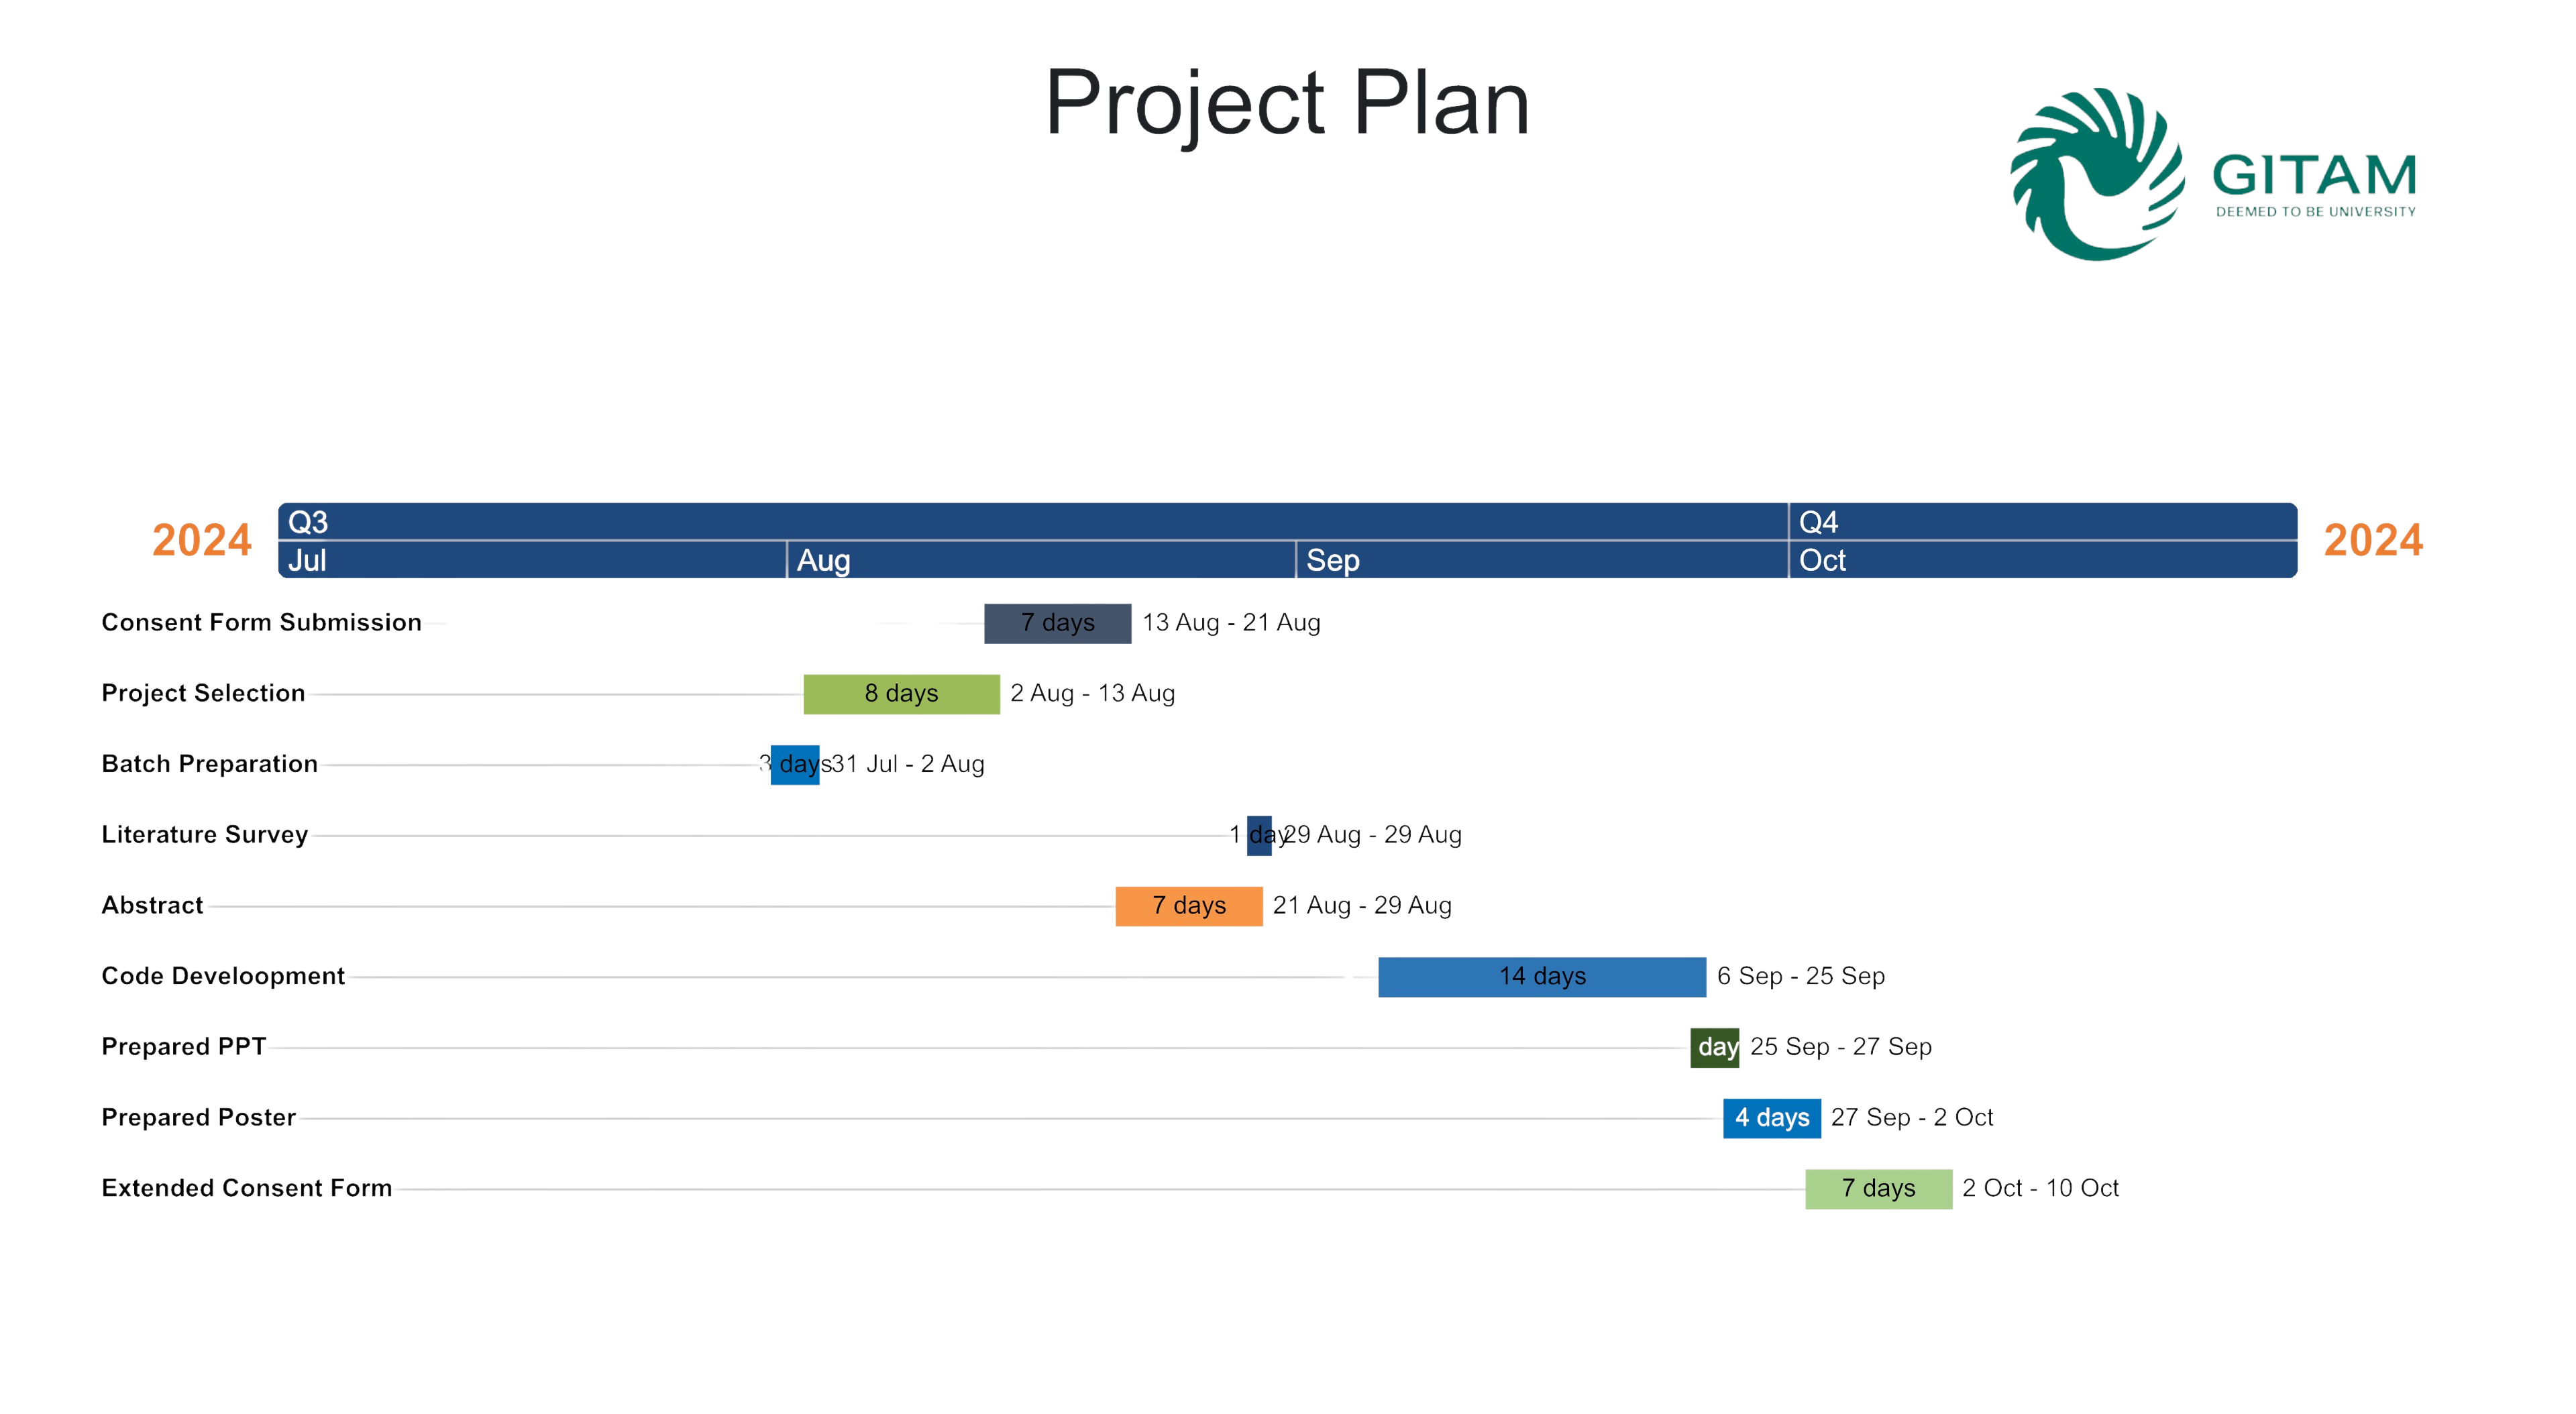 Project Plan
GITAM
DEEMED TO BE UNIVERSITY
2024
Q3
Q4
2024
Jul
Aug
Sep
Oct
Consent Form Submission
7 days
13 Aug - 21 Aug
Project Selection
8 days
2 Aug - 13 Aug
Batch Preparation
3 days
31 Jul - 2 Aug
Literature Survey
1 day
29 Aug - 29 Aug
Abstract
7 days
21 Aug - 29 Aug
Code Develoopment
14 days
6 Sep - 25 Sep
Prepared PPT
day
25 Sep - 27 Sep
Prepared Poster
4 days
27 Sep - 2 Oct
Extended Consent Form
7 days
2 Oct - 10 Oct